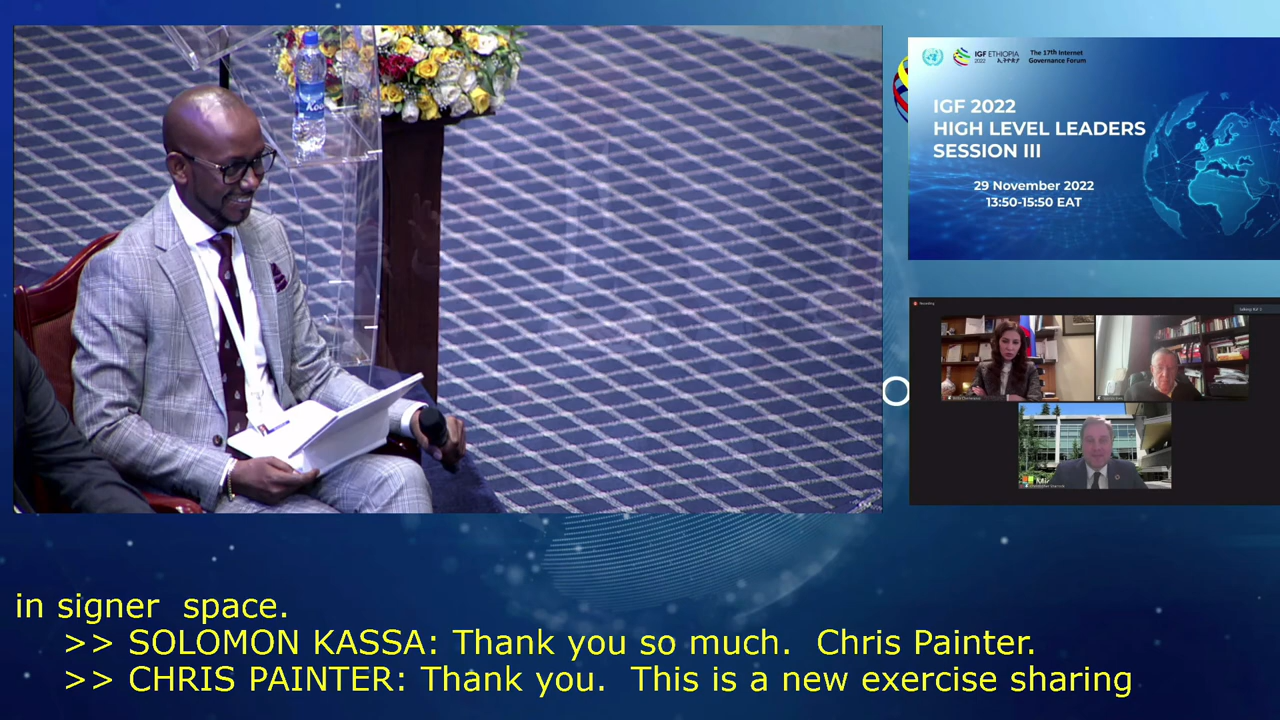 IGF ETHIOPIA
2022 ኢትዮጵያ
The 17th Internet
Governance Forum
IGF 2022
HIGH LEVEL LEADERS
SESSION III
29 November 2022
13:50-15:50 EAT
Recording
in signer space.
>> SOLOMON KASSA: Thank you so much. Chris Painter.
>> CHRIS PAINTER: Thank you. This is a new exercise sharing